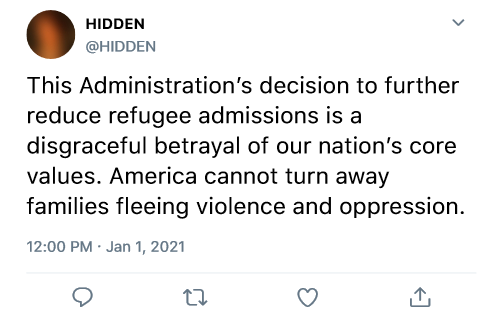 HIDDEN
@HIDDEN
This Administration’s decision to further
reduce refugee admissions is a
disgraceful betrayal of our nation’s core
values. America cannot turn away
families fleeing violence and oppression.
12:00 PM · Jan 1, 2021